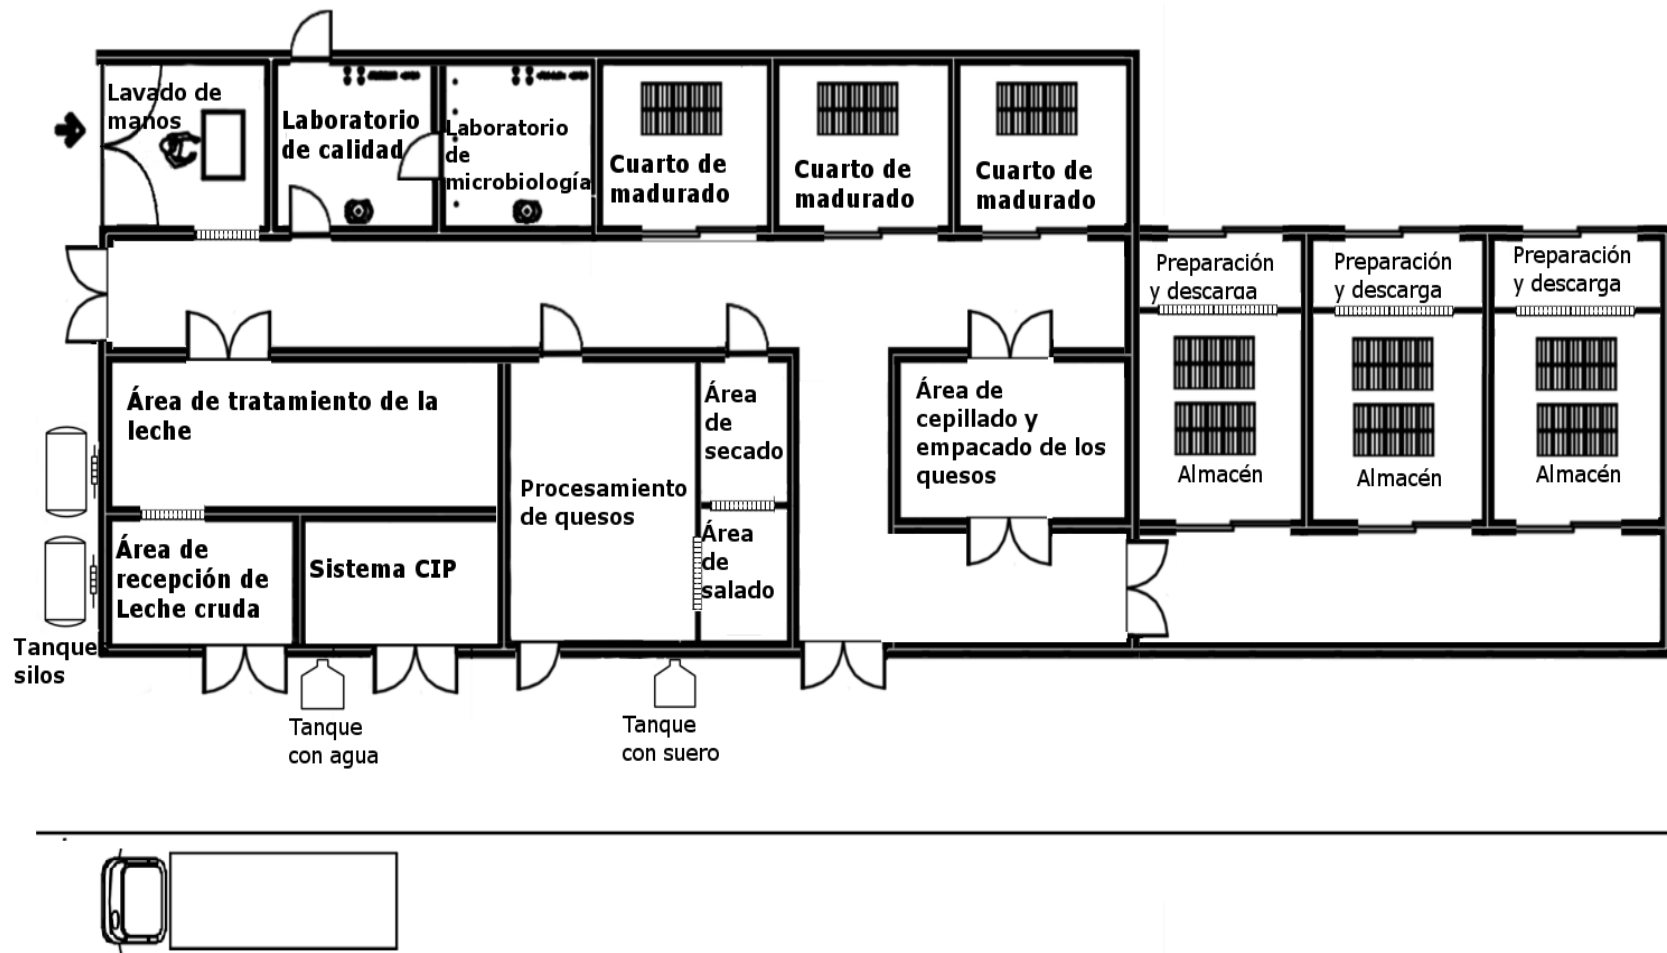 Lavado de
manos
Laboratorio
de calidad
Laboratorio
de
microbiología
Cuarto de
madurado
Cuarto de
madurado
Cuarto de
madurado
Preparación
y descarga
Preparación
y descarga
Preparación
y descarga
Área de tratamiento de la
leche
Área
de
secado
Área de
cepillado y
empacado de los
quesos
Procesamiento
de quesos
Almacén
Almacén
Almacén
Área de
recepción de
Leche cruda
Sistema CIP
Área
de
salado
Tanques
silos
Tanque
con agua
Tanque
con suero